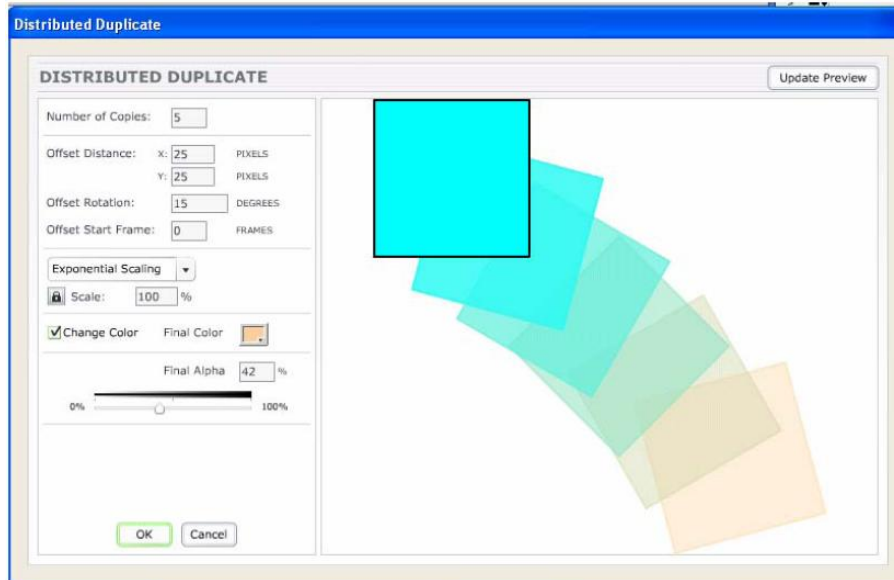 Distributed Duplicate
DISTRIBUTED DUPLICATE
Update Preview
Number of Copies: 5
Offset Distance: X: 25 PIXELS
Y: 25 PIXELS
Offset Rotation: 15 DEGREES
Offset Start Frame: 0 FRAMES
Exponential Scaling
Scale: 100 %
Change Color Final Color
Final Alpha 42 %
0% 100%
OK Cancel